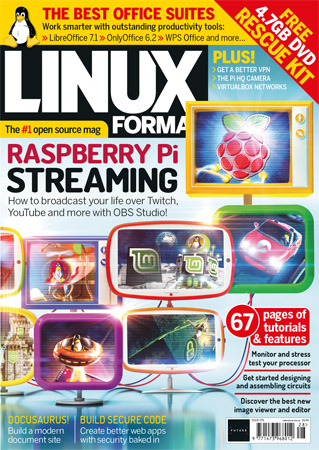 THE BEST OFFICE SUITES
Work smarter with outstanding productivity tools:
» LibreOffice 7.1 » OnlyOffice 6.2 » WPS Office and more...
FREE
4.7GB DVD
RESCUE KIT
PLUS!
› GET A BETTER VPN
› THE Pi HQ CAMERA
› VIRTUALBOX NETWORKS
LINUX
FORMA
The #1 open source mag
RASPBERRY Pi
STREAMING
How to broadcast your life over Twitch,
YouTube and more with OBS Studio!
67 pages of
tutorials
& features
Monitor and stress
test your processor
Get started designing
and assembling circuits
Discover the best new
image viewer and editor
DOCUSAURUS!
Build a modern
document site
BUILD SECURE CODE
Create better web apps
with security baked in
FUTURE
28>
9 771473 968012